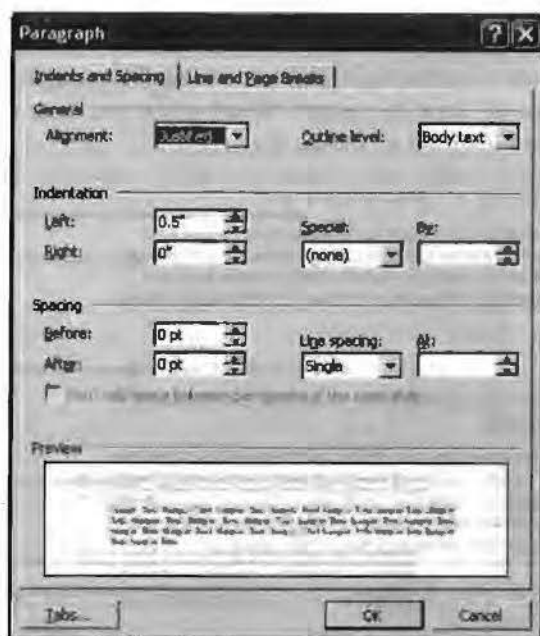 Paragraph
Indents and Spacing Line and Page Breaks
General
Alignment: Justified Outline level: Body text
Indentation
Left: 0.5" Special: By:
Right: 0" (none)
Spacing
Before: 0 pt Line spacing: At:
After: 0 pt Single
Preview
Tabs... OK Cancel